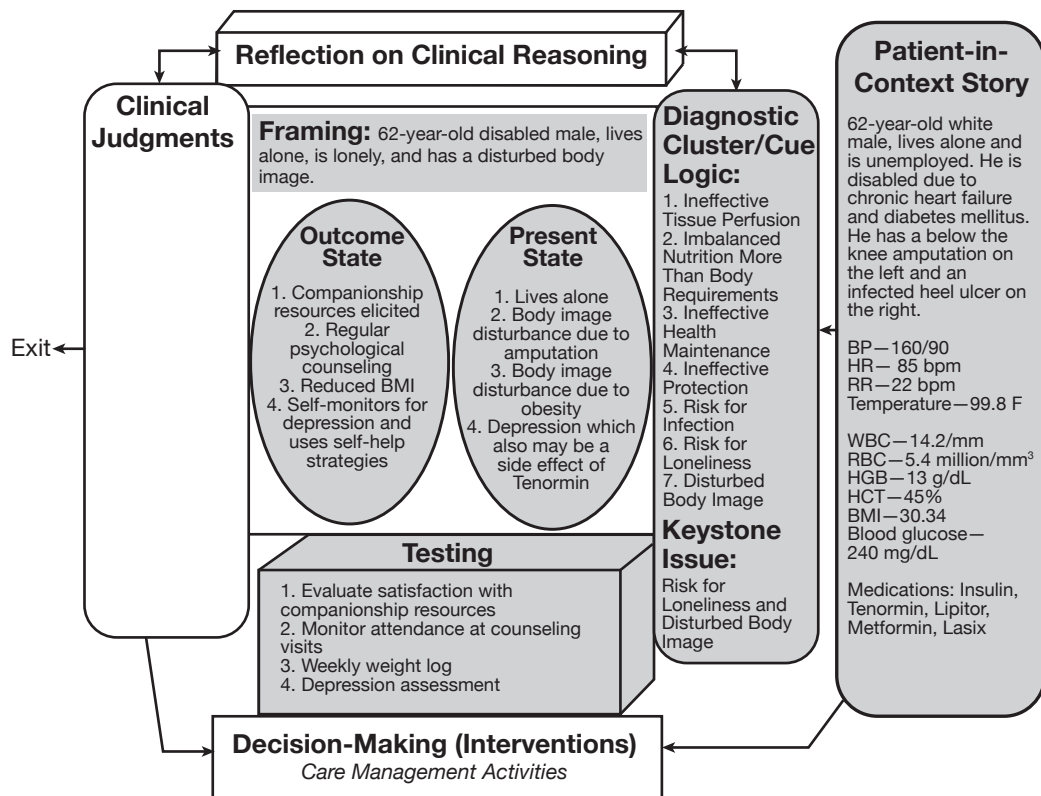 Reflection on Clinical Reasoning
Clinical
Judgments
Exit
Framing: 62-year-old disabled male, lives
alone, is lonely, and has a disturbed body
image.
Outcome
State
1. Companionship
resources elicited
2. Regular
psychological
counseling
3. Reduced BMI
4. Self-monitors for
depression and
uses self-help
strategies
Present
State
1. Lives alone
2. Body image
disturbance due to
amputation
3. Body image
disturbance due to
obesity
4. Depression which
also may be a
side effect of
Tenormin
Testing
1. Evaluate satisfaction with
companionship resources
2. Monitor attendance at counseling
visits
3. Weekly weight log
4. Depression assessment
Decision-Making (Interventions)
Care Management Activities
Diagnostic
Cluster/Cue
Logic:
1. Ineffective
Tissue Perfusion
2. Imbalanced
Nutrition More
Than Body
Requirements
3. Ineffective
Health
Maintenance
4. Ineffective
Protection
5. Risk for
Infection
6. Risk for
Loneliness
7. Disturbed
Body Image
Keystone
Issue:
Risk for
Loneliness and
Disturbed Body
Image
Patient-in-
Context Story
62-year-old white
male, lives alone and
is unemployed. He is
disabled due to
chronic heart failure
and diabetes mellitus.
He has a below the
knee amputation on
the left and an
infected heel ulcer on
the right.
BP—160/90
HR— 85 bpm
RR—22 bpm
Temperature—99.8 F
WBC—14.2/mm
RBC—5.4 million/mm³
HGB—13 g/dL
HCT—45%
BMI—30.34
Blood glucose—
240 mg/dL
Medications: Insulin,
Tenormin, Lipitor,
Metformin, Lasix